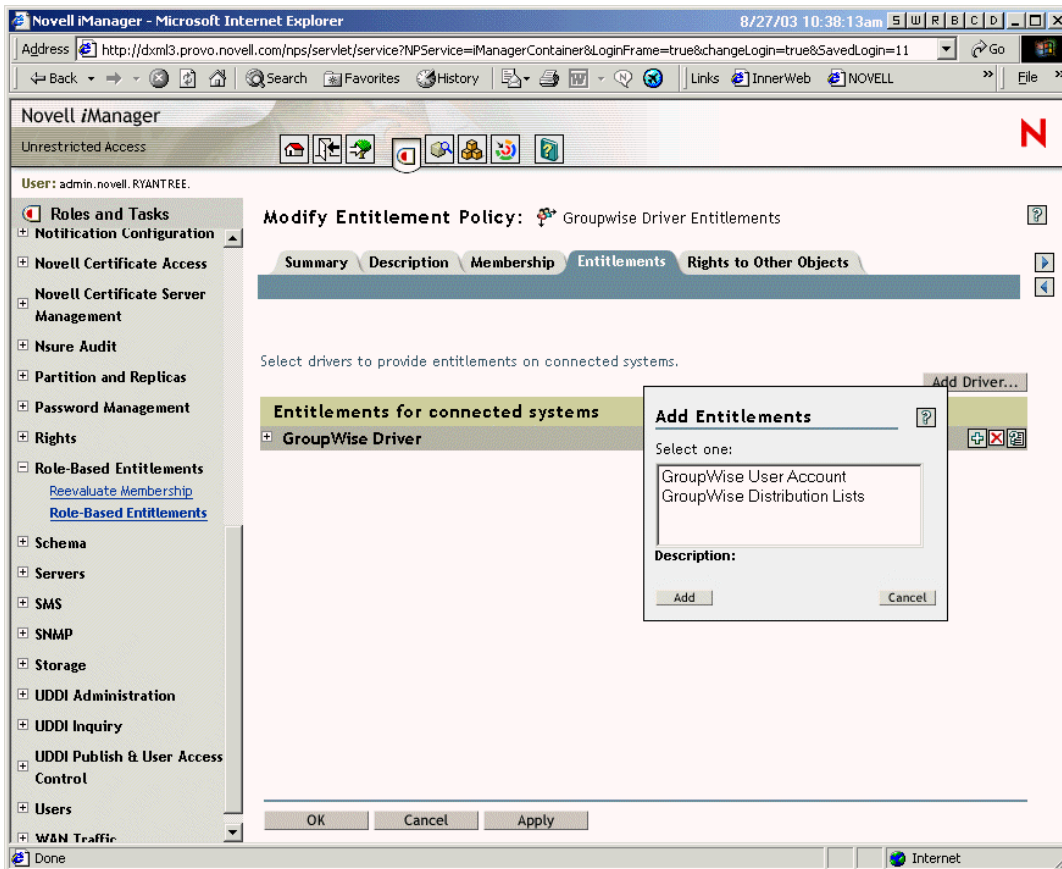 Novell iManager - Microsoft Internet Explorer
8/27/03 10:38:13am S W R B C D
Address http://dxml3.provo.novell.com/nps/servlet/service?NPService=iManagerContainer&LoginFrame=true&changeLogin=true&SavedLogin=11 Go
Back Search Favorites History Links InnerWeb NOVELL » File »
Novell iManager
Unrestricted Access
N
User: admin.novell.RYANTREE.
Roles and Tasks
Notification Configuration
Novell Certificate Access
Novell Certificate Server
Management
Nsure Audit
Partition and Replicas
Password Management
Rights
Role-Based Entitlements
Reevaluate Membership
Role-Based Entitlements
Schema
Servers
SMS
SNMP
Storage
UDDI Administration
UDDI Inquiry
UDDI Publish & User Access
Control
Users
WAN Traffic
Modify Entitlement Policy: Groupwise Driver Entitlements
Summary Description Membership Entitlements Rights to Other Objects
Select drivers to provide entitlements on connected systems.
Add Driver...
Entitlements for connected systems
GroupWise Driver
Add Entitlements
Select one:
GroupWise User Account
GroupWise Distribution Lists
Description:
Add Cancel
OK Cancel Apply
Done Internet